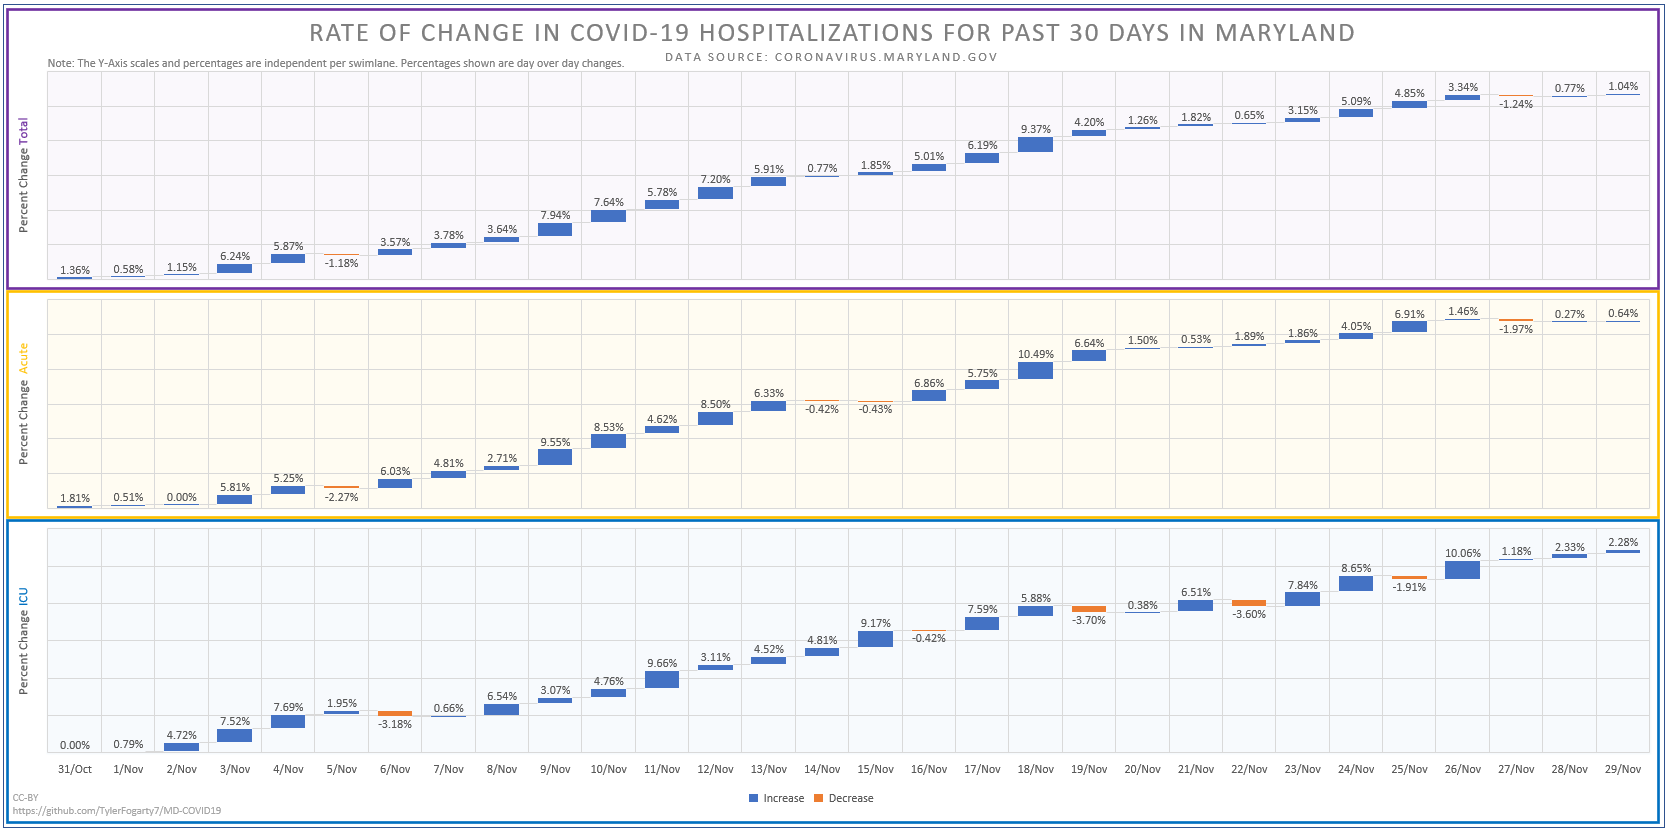 RATE OF CHANGE IN COVID-19 HOSPITALIZATIONS FOR PAST 30 DAYS IN MARYLAND
DATA SOURCE: CORONAVIRUS.MARYLAND.GOV
Note: The Y-Axis scales and percentages are independent per swimlane. Percentages shown are day over day changes.
Percent Change Total
1.36% 0.58% 1.15% 6.24% 5.87% -1.18% 3.57% 3.78% 3.64% 7.94% 7.64% 5.78% 7.20% 5.91% 0.77% 1.85% 5.01% 6.19% 9.37% 4.20% 1.26% 1.82% 0.65% 3.15% 5.09% 4.85% 3.34% -1.24% 0.77% 1.04%
Percent Change Acute
1.81% 0.51% 0.00% 5.81% 5.25% -2.27% 6.03% 4.81% 2.71% 9.55% 8.53% 4.62% 8.50% 6.33% -0.42% -0.43% 6.86% 5.75% 10.49% 6.64% 1.50% 0.53% 1.89% 1.86% 4.05% 6.91% 1.46% -1.97% 0.27% 0.64%
Percent Change ICU
0.00% 0.79% 4.72% 7.52% 7.69% 1.95% -3.18% 0.66% 6.54% 3.07% 4.76% 9.66% 3.11% 4.52% 4.81% 9.17% -0.42% 7.59% 5.88% -3.70% 0.38% 6.51% -3.60% 7.84% 8.65% -1.91% 10.06% 1.18% 2.33% 2.28%
31/Oct 1/Nov 2/Nov 3/Nov 4/Nov 5/Nov 6/Nov 7/Nov 8/Nov 9/Nov 10/Nov 11/Nov 12/Nov 13/Nov 14/Nov 15/Nov 16/Nov 17/Nov 18/Nov 19/Nov 20/Nov 21/Nov 22/Nov 23/Nov 24/Nov 25/Nov 26/Nov 27/Nov 28/Nov 29/Nov
Increase Decrease
CC-BY
https://github.com/TylerFogarty7/MD-COVID19